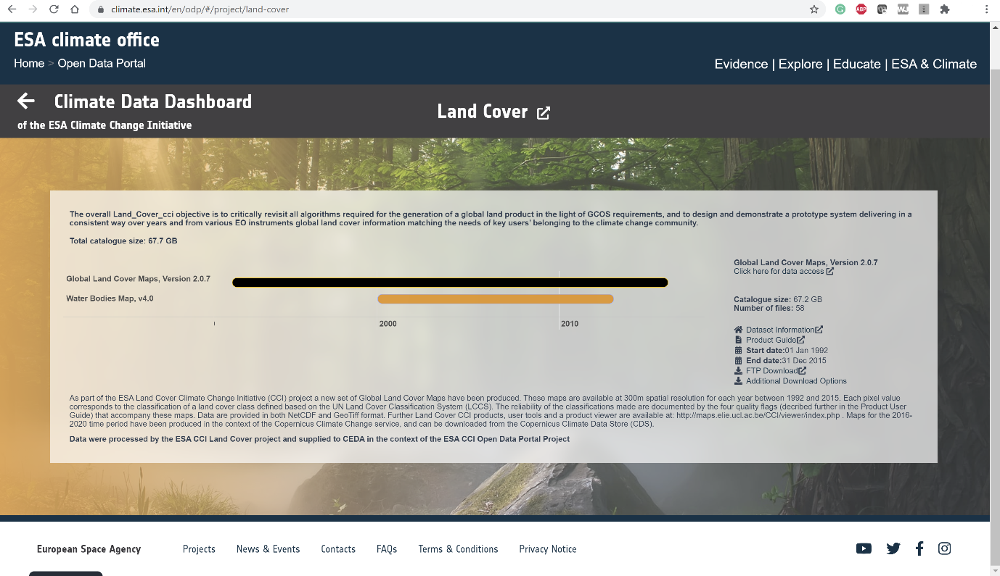 climate.esa.int/en/odp/#/project/land-cover
ABP
ESA climate office
Home > Open Data Portal
Evidence | Explore | Educate | ESA & Climate
Climate Data Dashboard
of the ESA Climate Change Initiative
Land Cover
The overall Land_Cover_cci objective is to critically revisit all algorithms required for the generation of a global land product in the light of GCOS requirements, and to design and demonstrate a prototype system delivering in a
consistent way over years and from various EO instruments global land cover information matching the needs of key users' belonging to the climate change community.
Total catalogue size: 67.7 GB
Global Land Cover Maps, Version 2.0.7
Water Bodies Map, v4.0
2000
2010
Global Land Cover Maps, Version 2.0.7
Click here for data access
Catalogue size: 67.2 GB
Number of files: 58
Dataset Information
Product Guide
Start date:01 Jan 1992
End date:31 Dec 2015
FTP Download
Additional Download Options
As part of the ESA Land Cover Climate Change Initiative (CCI) project a new set of Global Land Cover Maps have been produced. These maps are available at 300m spatial resolution for each year between 1992 and 2015. Each pixel value
corresponds to the classification of a land cover class defined based on the UN Land Cover Classification System (LCCS). The reliability of the classifications made are documented by the four quality flags (decribed further in the Product User
Guide) that accompany these maps. Data are provided in both NetCDF and GeoTiff format. Further Land Cover CCI products, user tools and a product viewer are available at: http://maps.elie.ucl.ac.be/CCI/viewer/index.php . Maps for the 2016-
2020 time period have been produced in the context of the Climate Change service, and can be downloaded from the Copernicus Climate Data Store (CDS).
Data were processed by the ESA CCI Land Cover project and supplied to CEDA in the context of the ESA CCI Open Data Portal Project
European Space Agency
Projects
News & Events
Contacts
FAQs
Terms & Conditions
Privacy Notice